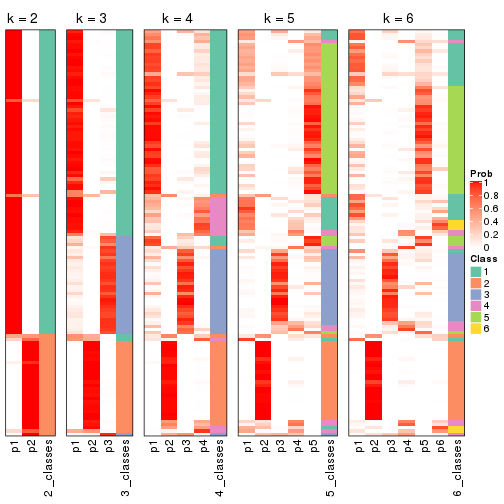 k = 2
k = 3
k = 4
k = 5
k = 6
p1
p2
2_classes
p1
p2
p3
3_classes
p1
p2
p3
p4
4_classes
p1
p2
p3
p4
p5
5_classes
p1
p2
p3
p4
p5
p6
6_classes
Prob
1
0.8
0.6
0.4
0.2
0
Class
1
2
3
4
5
6